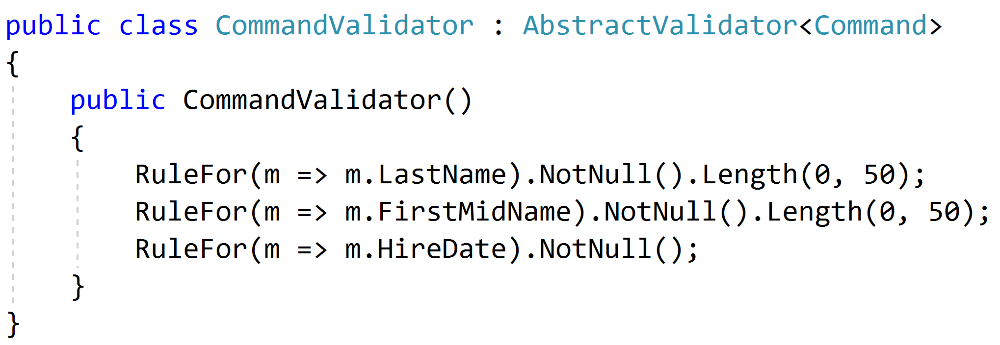 public class CommandValidator : AbstractValidator<Command>
{
    public CommandValidator()
    {
        RuleFor(m => m.LastName).NotNull().Length(0, 50);
        RuleFor(m => m.FirstMidName).NotNull().Length(0, 50);
        RuleFor(m => m.HireDate).NotNull();
    }
}